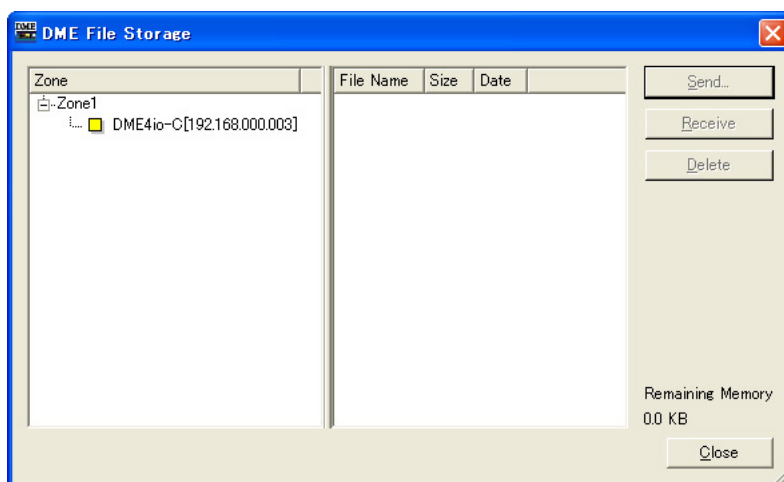 DME File Storage
Zone
Zone1
DME4io-C[192.168.000.003]
File Name Size Date
Send...
Receive
Delete
Remaining Memory
0.0 KB
Close